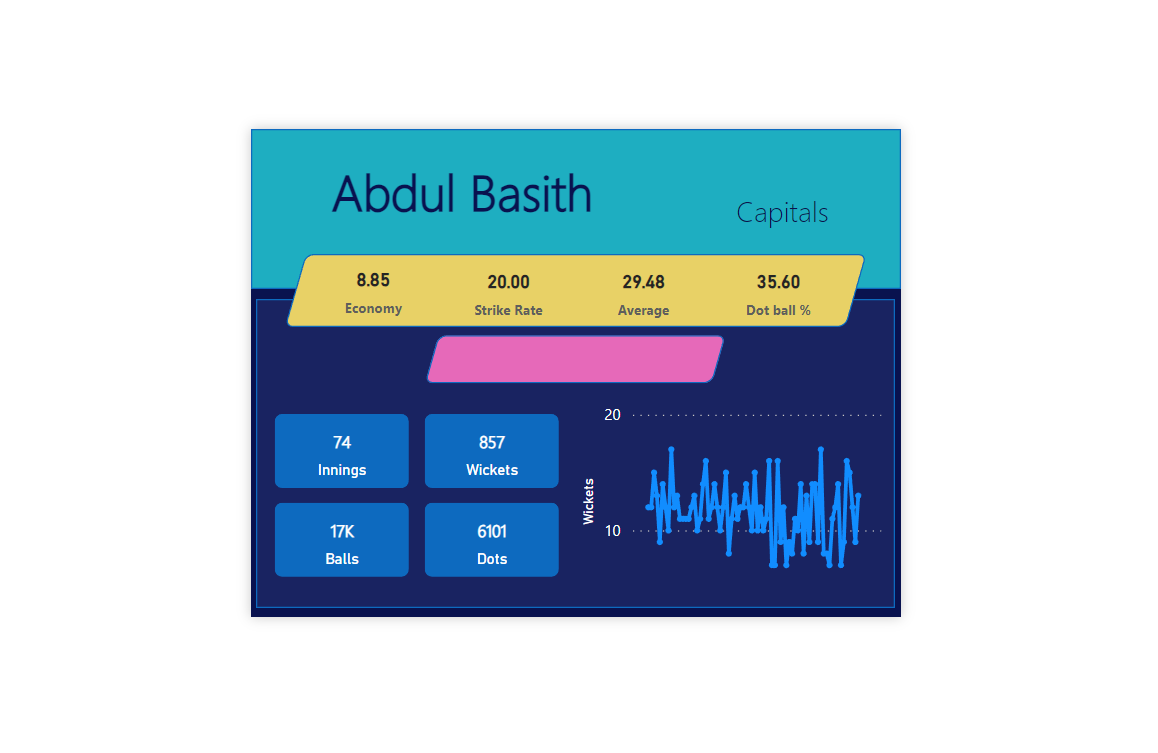 Abdul Basith
Capitals
8.85 20.00 29.48 35.60
Economy Strike Rate Average Dot ball %
74 857
Innings Wickets
17K 6101
Balls Dots
20
10
Wickets